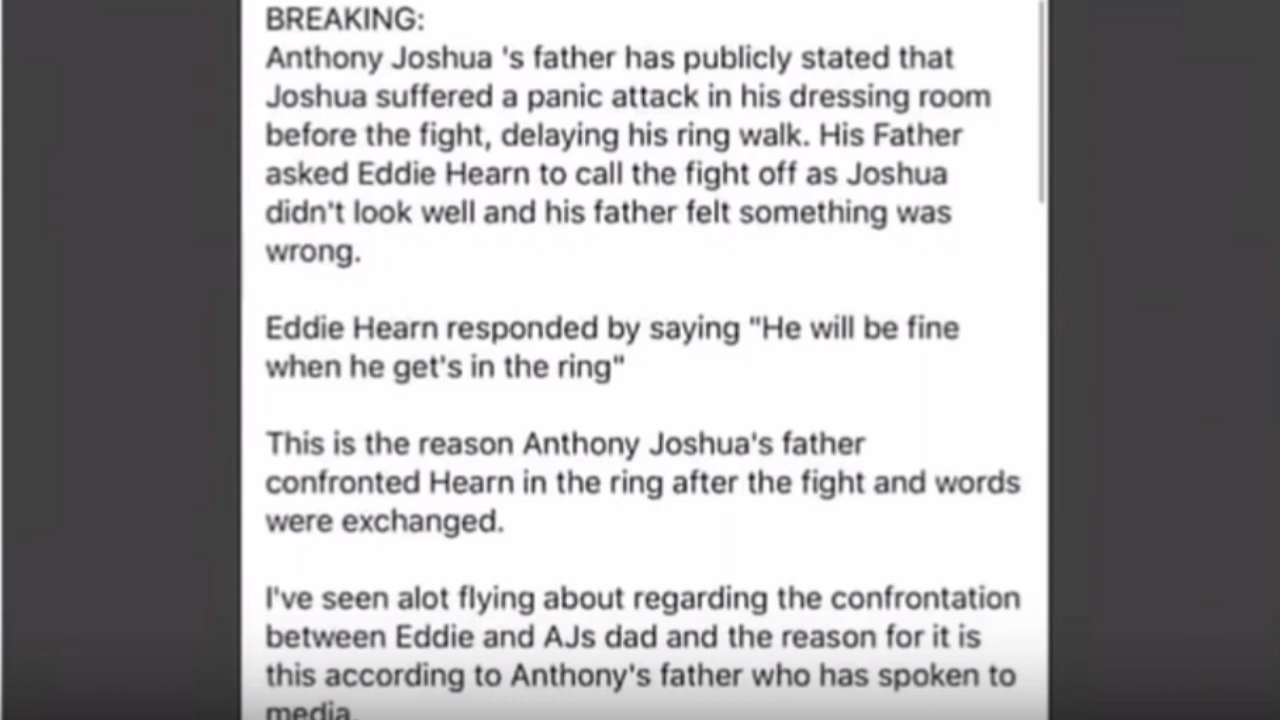 BREAKING:
Anthony Joshua 's father has publicly stated that
Joshua suffered a panic attack in his dressing room
before the fight, delaying his ring walk. His Father
asked Eddie Hearn to call the fight off as Joshua
didn't look well and his father felt something was
wrong.
Eddie Hearn responded by saying "He will be fine
when he get's in the ring"
This is the reason Anthony Joshua's father
confronted Hearn in the ring after the fight and words
were exchanged.
I've seen alot flying about regarding the confrontation
between Eddie and AJs dad and the reason for it is
this according to Anthony's father who has spoken to
media.